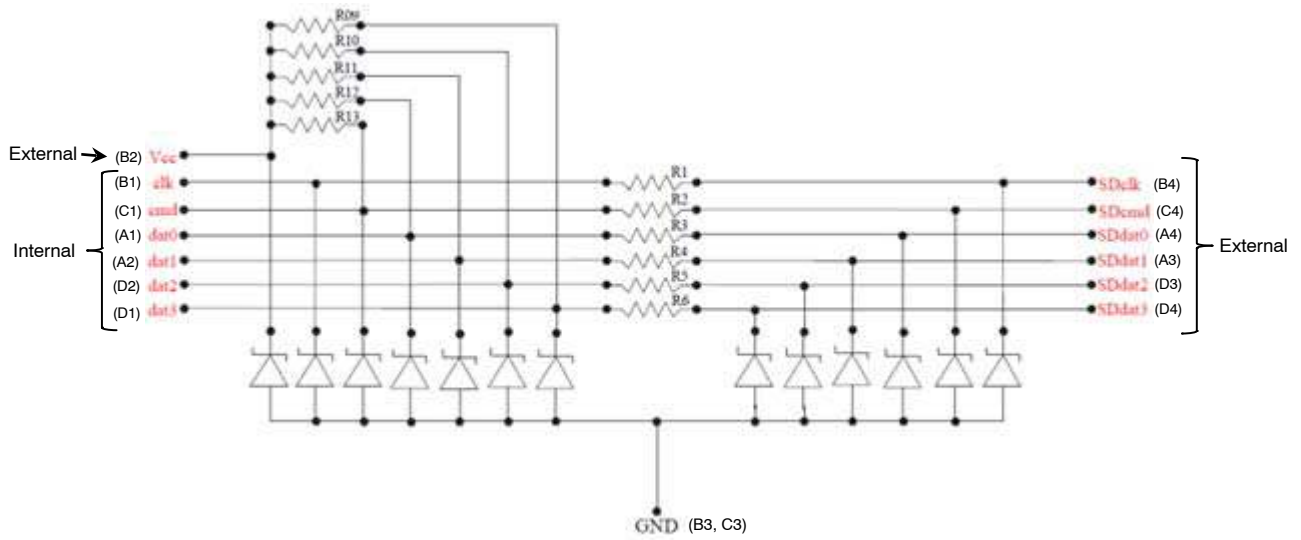 R09
R10
R11
R12
R13
External
(B2) Vcc
(B1) clk
(C1) cmd
(A1) dat0
(A2) dat1
(D2) dat2
(D1) dat3
Internal
R1
R2
R3
R4
R5
R6
SDclk (B4)
SDcmd (C4)
SDdat0 (A4)
SDdat1 (A3)
SDdat2 (D3)
SDdat3 (D4)
External
GND (B3, C3)